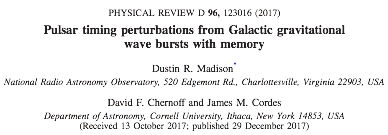 PHYSICAL REVIEW D 96, 123016 (2017)
Pulsar timing perturbations from Galactic gravitational
wave bursts with memory
Dustin R. Madison*
National Radio Astronomy Observatory, 520 Edgemont Rd., Charlottesville, Virginia 22903, USA
David F. Chernoff and James M. Cordes
Department of Astronomy, Cornell University, Ithaca, New York 14853, USA
(Received 13 October 2017; published 29 December 2017)